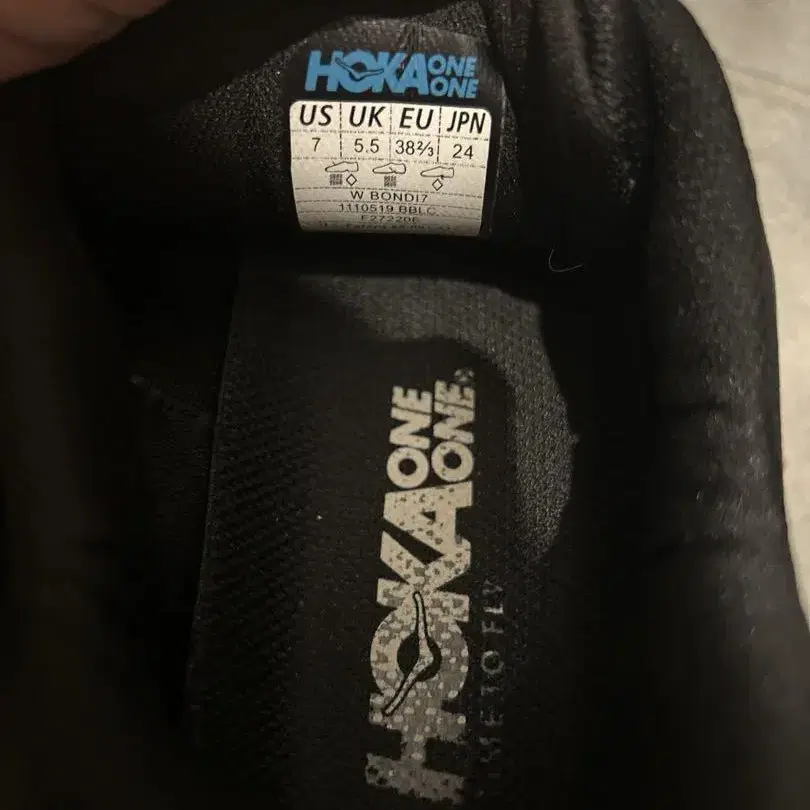 HOKA ONE ONE
US UK EU JPN
7 5.5 38⅔ 24
W BONDI7
1110519 BBLC
F27220E
HOKA ONE ONE®
TIME TO FLY